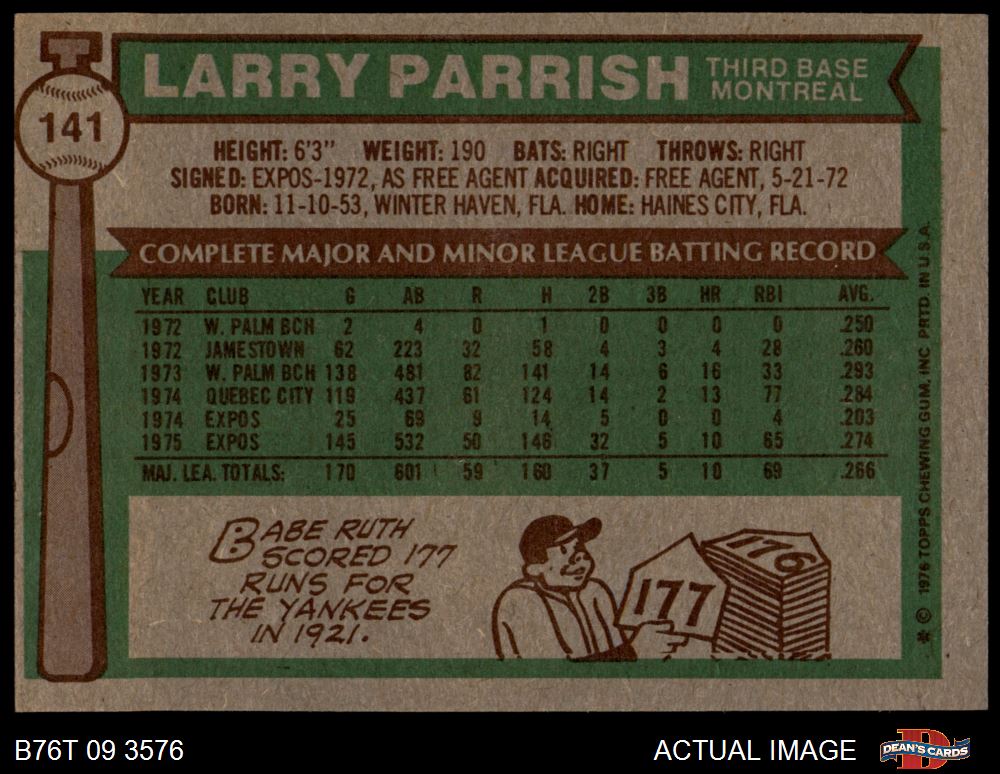 141
LARRY PARRISH
THIRD BASE
MONTREAL
HEIGHT: 6'3" WEIGHT: 190 BATS: RIGHT THROWS: RIGHT
SIGNED: EXPOS-1972, AS FREE AGENT ACQUIRED: FREE AGENT, 5-21-72
BORN: 11-10-53, WINTER HAVEN, FLA. HOME: HAINES CITY, FLA.
COMPLETE MAJOR AND MINOR LEAGUE BATTING RECORD
YEAR CLUB G AB R H 2B 3B HR RBI AVG.
1972 W. PALM BCH 2 4 0 1 0 0 0 0 .250
1972 JAMESTOWN 62 223 32 58 4 3 4 28 .260
1973 W. PALM BCH 138 481 82 141 14 6 16 33 .293
1974 QUEBEC CITY 119 437 61 124 14 2 13 77 .284
1974 EXPOS 25 69 9 14 5 0 0 4 .203
1975 EXPOS 145 532 50 146 32 5 10 65 .274
MAJ. LEA. TOTALS: 170 601 59 160 37 5 10 69 .266
BABE RUTH
SCORED 177
RUNS FOR
THE YANKEES
IN 1921.
177
176
* © 1976 TOPPS CHEWING GUM, INC. PRTD. IN U.S.A.
B76T 09 3576
ACTUAL IMAGE
DEAN'S CARDS